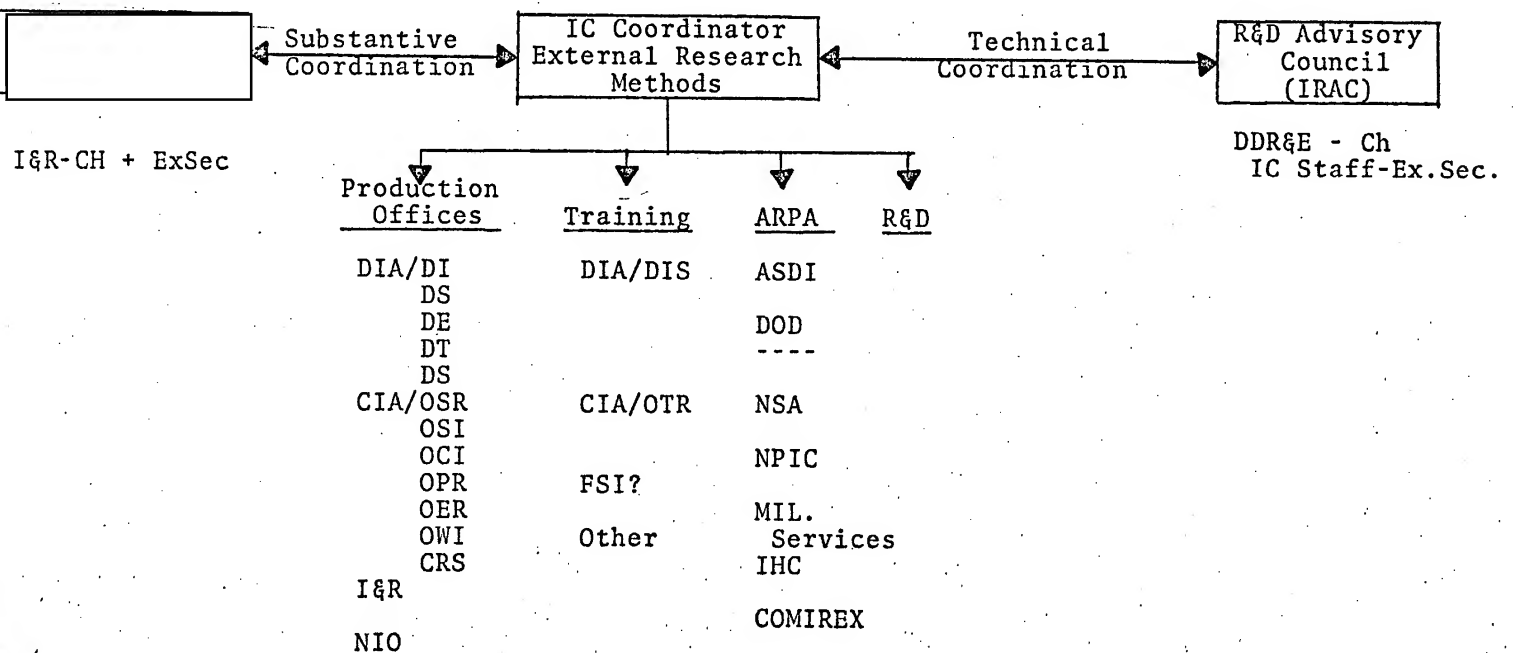 Substantive
Coordination
IC Coordinator
External Research
Methods
Technical
Coordination
R&D Advisory
Council
(IRAC)
I&R-CH + ExSec
DDR&E - Ch
IC Staff-Ex.Sec.
Production
Offices
Training
ARPA
R&D
DIA/DI
DS
DE
DT
DS
CIA/OSR
OSI
OCI
OPR
OER
OWI
CRS
I&R
NIO
DIA/DIS
CIA/OTR
FSI?
Other
ASDI
DOD
----
NSA
NPIC
MIL.
Services
IHC
COMIREX